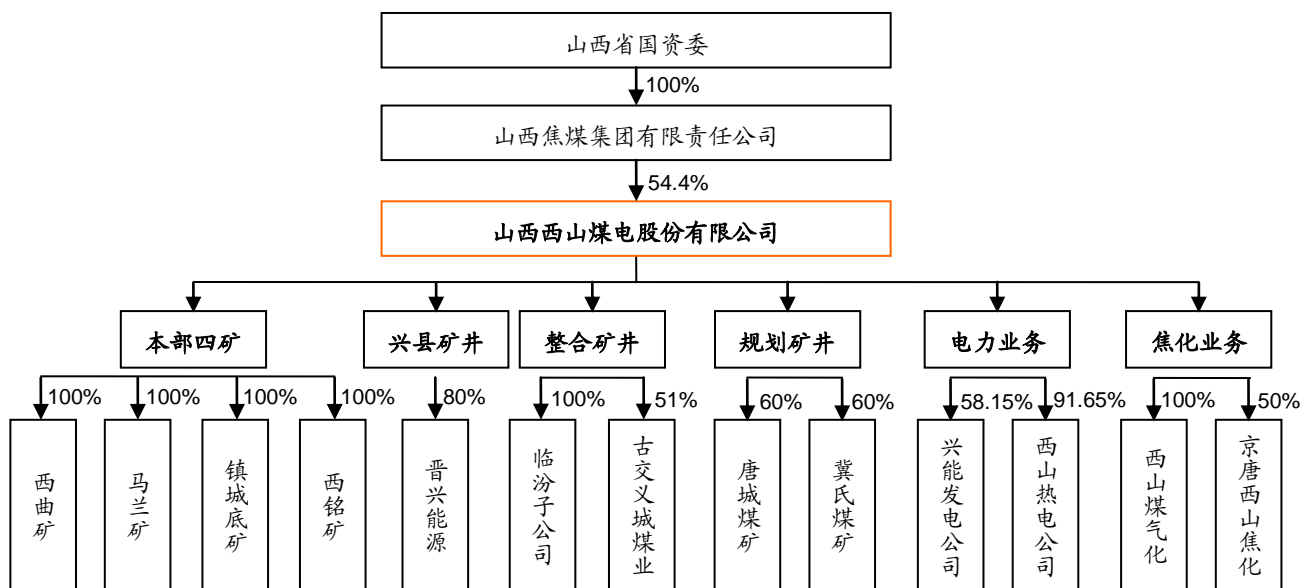 山西省国资委
100%
山西焦煤集团有限责任公司
54.4%
山西西山煤电股份有限公司
本部四矿
兴县矿井
整合矿井
规划矿井
电力业务
焦化业务
100%
100%
100%
100%
80%
100%
51%
60%
60%
58.15%
91.65%
100%
50%
西曲矿
马兰矿
镇城底矿
西铭矿
晋兴能源
临汾子公司
古交义城煤业
唐城煤矿
冀氏煤矿
兴能发电公司
西山热电公司
西山煤气化
京唐西山焦化